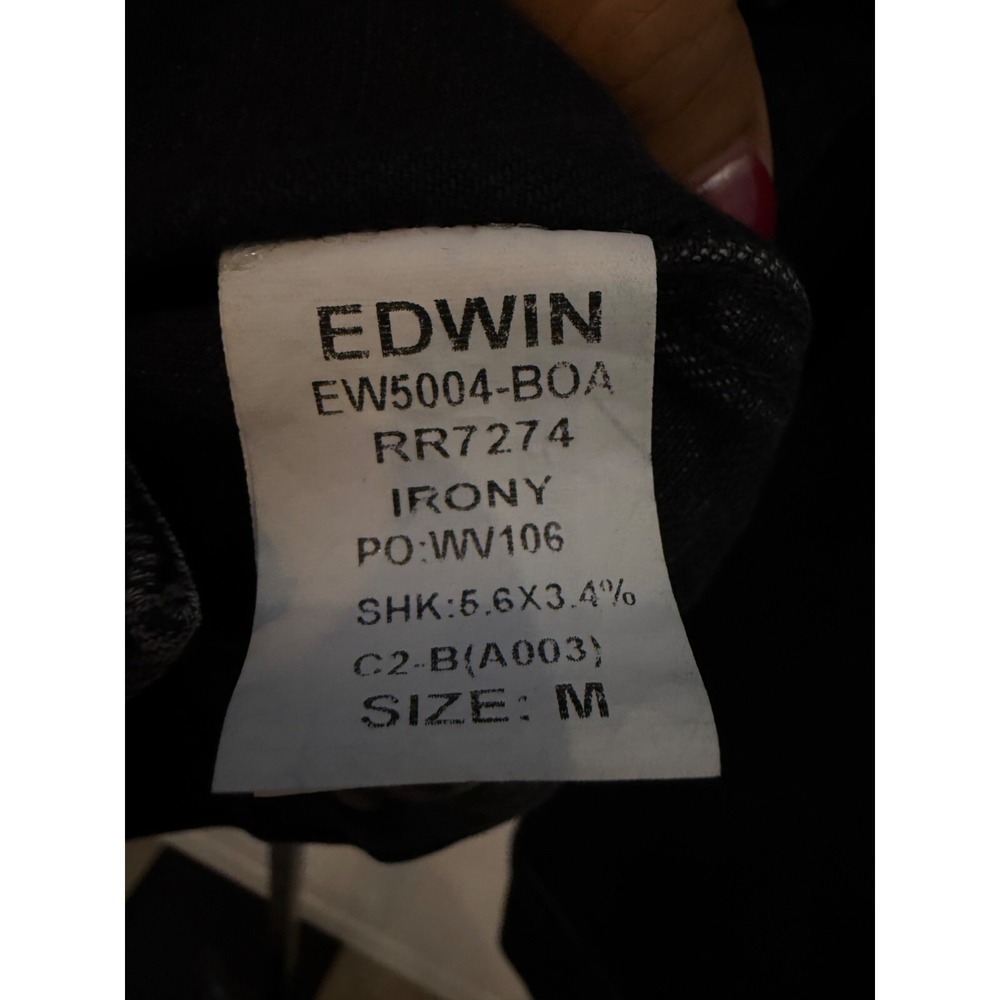 EDWIN
EW5004-BOA
RR7274
IRONY
PO:WV106
SHK:5.6X3.4%
C2-B(A003)
SIZE: M